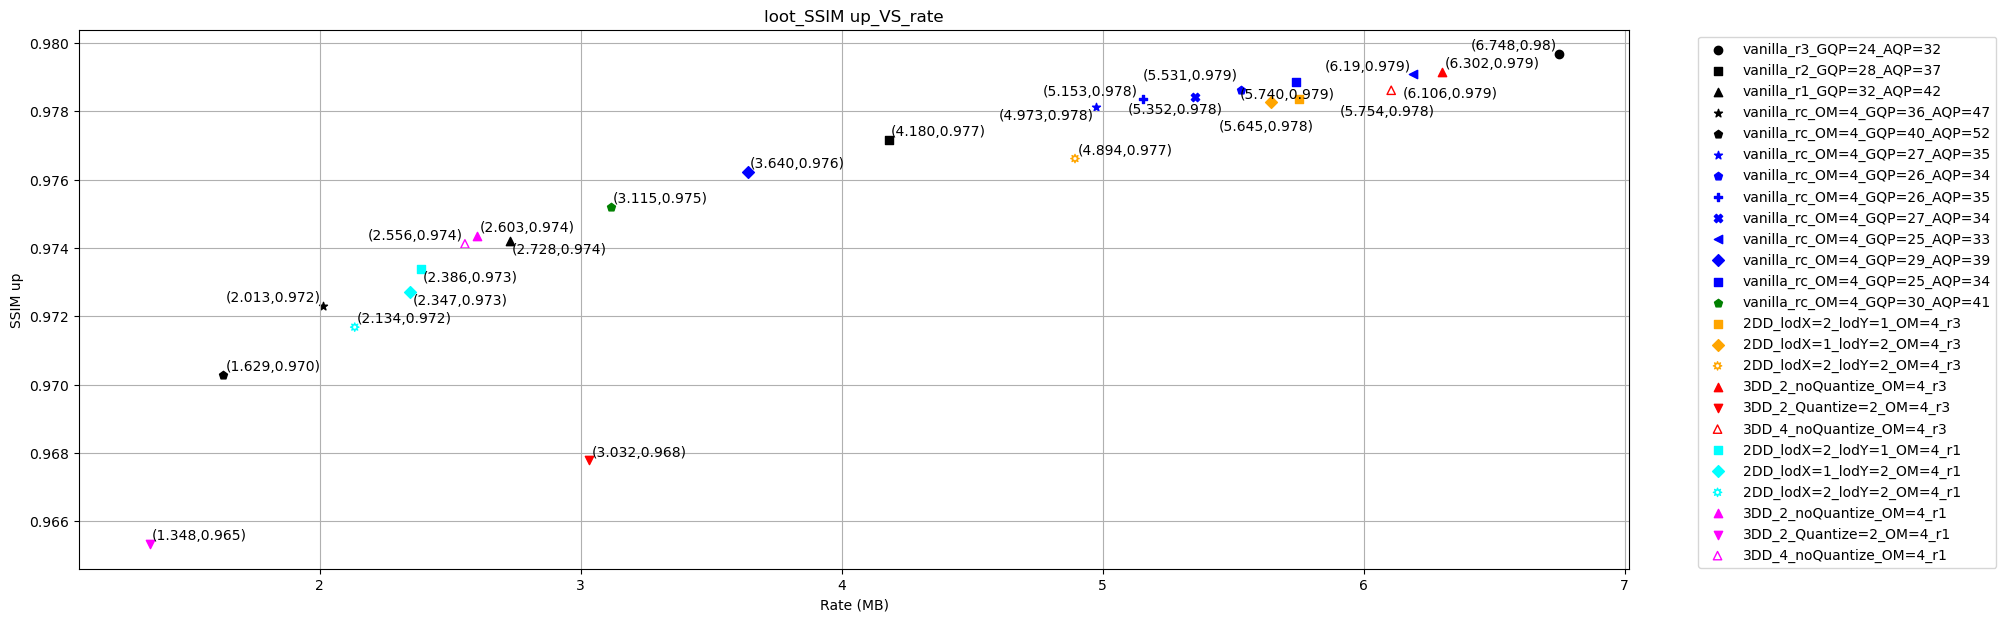 loot_SSIM up_VS_rate
SSIM up
0.980
0.978
0.976
0.974
0.972
0.970
0.968
0.966
(6.748,0.98)
(6.302,0.979)
(6.19,0.979)
(5.531,0.979)
(6.106,0.979)
(5.740,0.979)
(5.153,0.978)
(5.352,0.978)
(5.754,0.978)
(4.973,0.978)
(5.645,0.978)
(4.180,0.977)
(4.894,0.977)
(3.640,0.976)
(3.115,0.975)
(2.603,0.974)
(2.556,0.974)
(2.728,0.974)
(2.386,0.973)
(2.013,0.972)
(2.347,0.973)
(2.134,0.972)
(1.629,0.970)
(3.032,0.968)
(1.348,0.965)
2
3
4
5
6
7
Rate (MB)
vanilla_r3_GQP=24_AQP=32
vanilla_r2_GQP=28_AQP=37
vanilla_r1_GQP=32_AQP=42
vanilla_rc_OM=4_GQP=36_AQP=47
vanilla_rc_OM=4_GQP=40_AQP=52
vanilla_rc_OM=4_GQP=27_AQP=35
vanilla_rc_OM=4_GQP=26_AQP=34
vanilla_rc_OM=4_GQP=26_AQP=35
vanilla_rc_OM=4_GQP=27_AQP=34
vanilla_rc_OM=4_GQP=25_AQP=33
vanilla_rc_OM=4_GQP=29_AQP=39
vanilla_rc_OM=4_GQP=25_AQP=34
vanilla_rc_OM=4_GQP=30_AQP=41
2DD_lodX=2_lodY=1_OM=4_r3
2DD_lodX=1_lodY=2_OM=4_r3
2DD_lodX=2_lodY=2_OM=4_r3
3DD_2_noQuantize_OM=4_r3
3DD_2_Quantize=2_OM=4_r3
3DD_4_noQuantize_OM=4_r3
2DD_lodX=2_lodY=1_OM=4_r1
2DD_lodX=1_lodY=2_OM=4_r1
2DD_lodX=2_lodY=2_OM=4_r1
3DD_2_noQuantize_OM=4_r1
3DD_2_Quantize=2_OM=4_r1
3DD_4_noQuantize_OM=4_r1